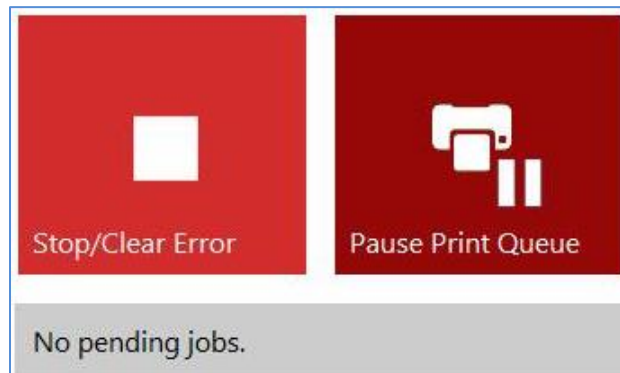 Stop/Clear Error
Pause Print Queue
No pending jobs.